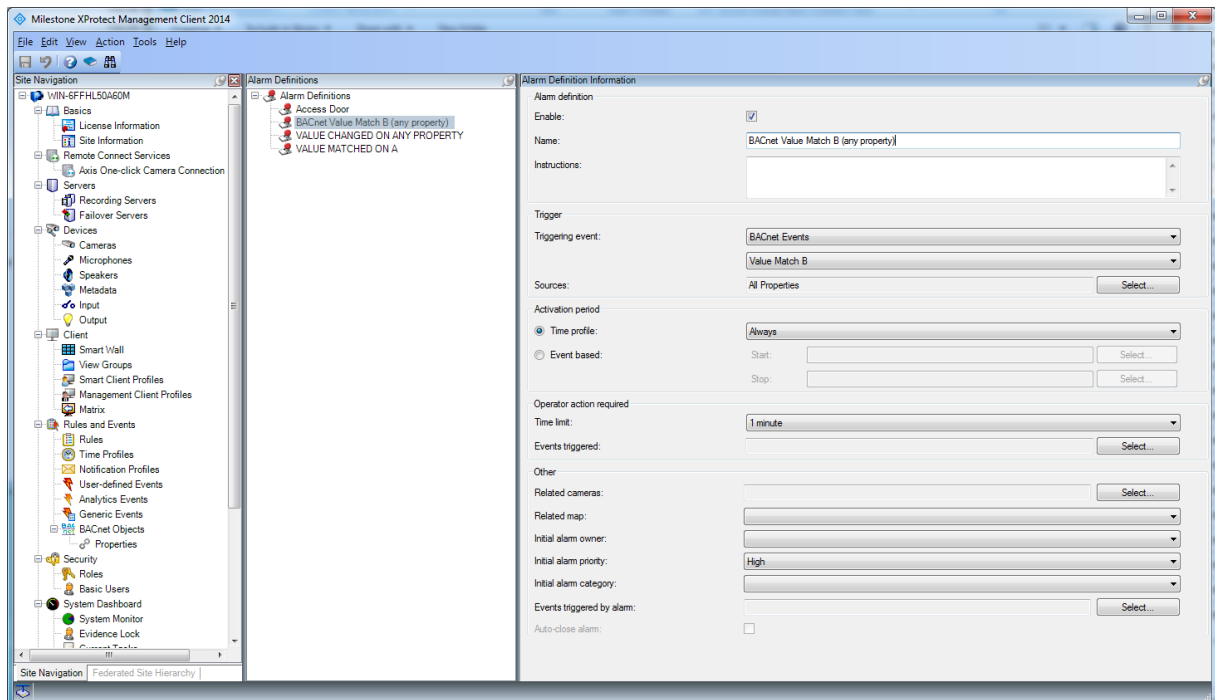 Milestone XProtect Management Client 2014
File Edit View Action Tools Help
Site Navigation
WIN-6FFHL50A60M
Basics
License Information
Site Information
Remote Connect Services
Axis One-click Camera Connection
Servers
Recording Servers
Failover Servers
Devices
Cameras
Microphones
Speakers
Metadata
Input
Output
Client
Smart Wall
View Groups
Smart Client Profiles
Management Client Profiles
Matrix
Rules and Events
Rules
Time Profiles
Notification Profiles
User-defined Events
Analytics Events
Generic Events
BACnet Objects
Properties
Security
Roles
Basic Users
System Dashboard
System Monitor
Evidence Lock
Current Tasks
Site Navigation Federated Site Hierarchy
Alarm Definitions
Alarm Definitions
Access Door
BACnet Value Match B (any property)
VALUE CHANGED ON ANY PROPERTY
VALUE MATCHED ON A
Alarm Definition Information
Alarm definition
Enable:
Name: BACnet Value Match B (any property)
Instructions:
Trigger
Triggering event: BACnet Events
Value Match B
Sources: All Properties Select...
Activation period
Time profile: Always
Event based: Start: Select...
Stop: Select...
Operator action required
Time limit: 1 minute
Events triggered: Select...
Other
Related cameras: Select...
Related map:
Initial alarm owner:
Initial alarm priority: High
Initial alarm category:
Events triggered by alarm: Select...
Auto-close alarm: